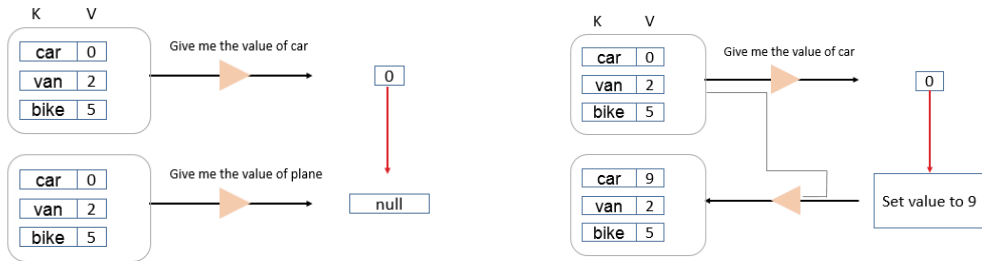 K V
car 0
van 2
bike 5
Give me the value of car
0
car 0
van 2
bike 5
Give me the value of plane
null
K V
car 0
van 2
bike 5
Give me the value of car
0
car 9
van 2
bike 5
Set value to 9